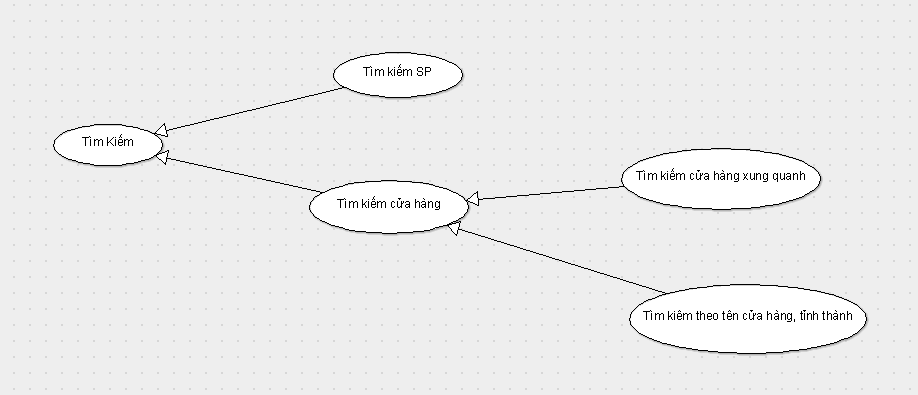 Tìm kiếm SP
Tìm Kiếm
Tìm kiếm cửa hàng xung quanh
Tìm kiếm cửa hàng
Tìm kiêm theo tên cửa hàng, tỉnh thành